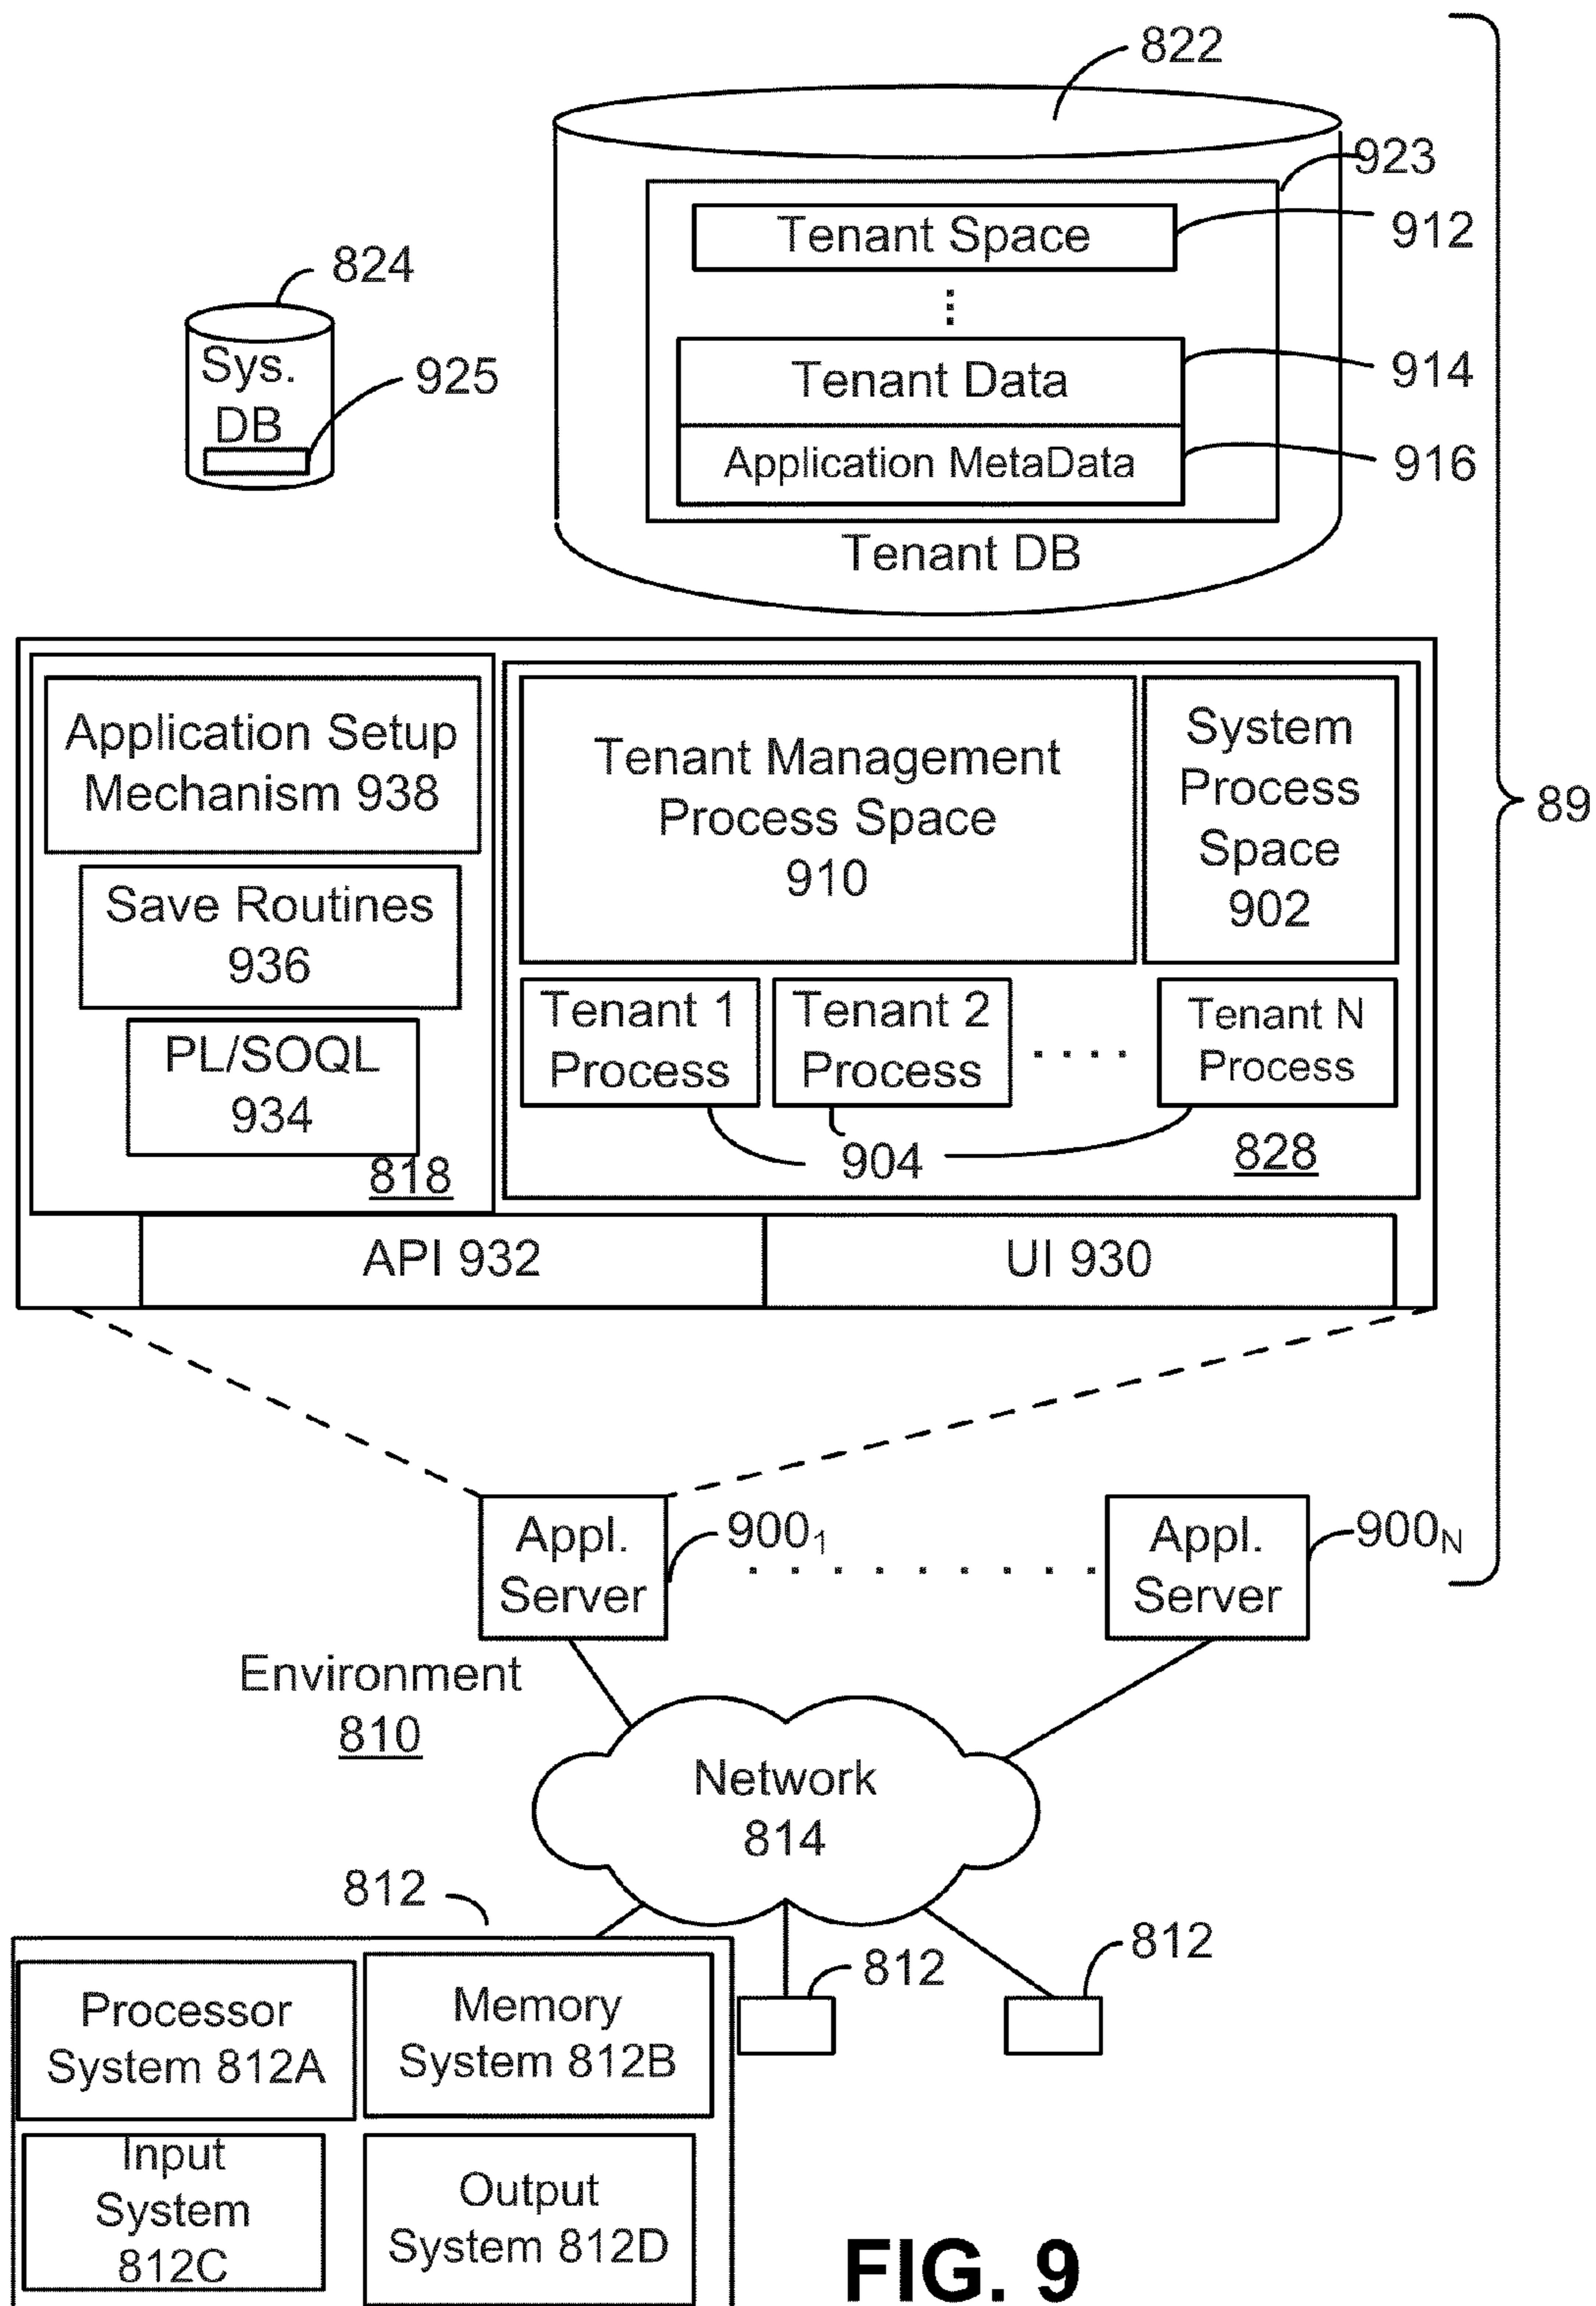 822
923
Tenant Space
912
824
Sys.
DB
925
Tenant Data
914
Application MetaData
916
Tenant DB
Application Setup
Mechanism 938
Tenant Management
Process Space
910
System
Process
Space
902
89
Save Routines
936
PL/SOQL
934
818
Tenant 1
Process
Tenant 2
Process
Tenant N
Process
904
828
API 932
UI 930
Appl.
Server
900₁
Appl.
Server
900N
Environment
810
Network
814
812
812
812
Processor
System 812A
Memory
System 812B
Input
System
812C
Output
System 812D
FIG. 9